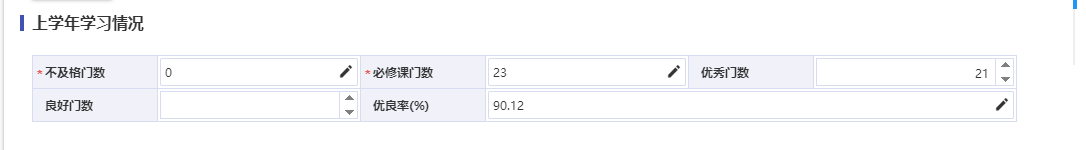 上学年学习情况
*不及格门数 0 *必修课门数 23 优秀门数 21
良好门数 优良率(%) 90.12